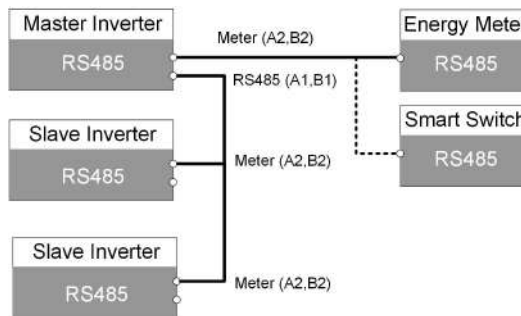 Master Inverter
RS485
Meter (A2,B2)
Energy Mete
RS485
RS485 (A1,B1)
Smart Switch
RS485
Slave Inverter
RS485
Meter (A2,B2)
Slave Inverter
RS485
Meter (A2,B2)